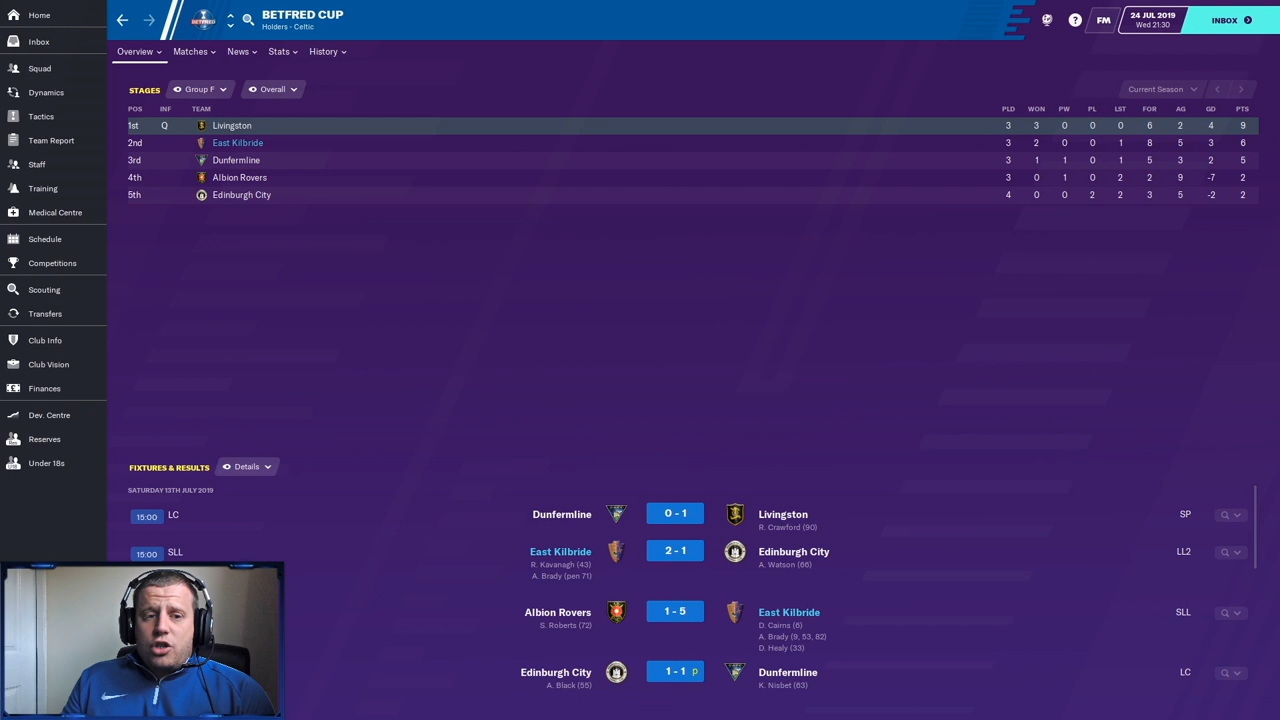 Home
Inbox
Squad
Dynamics
Tactics
Team Report
Staff
Training
Medical Centre
Schedule
Competitions
Scouting
Transfers
Club Info
Club Vision
Finances
Dev. Centre
Reserves
Under 18s
BETFRED CUP
Holders - Celtic
FM
24 JUL 2019
Wed 21:30
INBOX
Overview Matches News Stats History
STAGES Group F Overall Current Season
POS INF TEAM PLD WON PW PL LST FOR AG GD PTS
1st Q Livingston 3 3 0 0 0 6 2 4 9
2nd East Kilbride 3 2 0 0 1 8 5 3 6
3rd Dunfermline 3 1 1 0 1 5 3 2 5
4th Albion Rovers 3 0 1 0 2 2 9 -7 2
5th Edinburgh City 4 0 0 2 2 3 5 -2 2
FIXTURES & RESULTS Details
SATURDAY 13TH JULY 2019
15:00 LC Dunfermline 0 - 1 Livingston SP
R. Crawford (90)
15:00 SLL East Kilbride 2 - 1 Edinburgh City LL2
R. Kavanagh (43) A. Watson (66)
A. Brady (pen 71)
Albion Rovers 1 - 5 East Kilbride SLL
S. Roberts (72) D. Cairns (6)
A. Brady (9, 53, 82)
D. Healy (33)
Edinburgh City 1 - 1 p Dunfermline LC
A. Black (55) K. Nisbet (63)